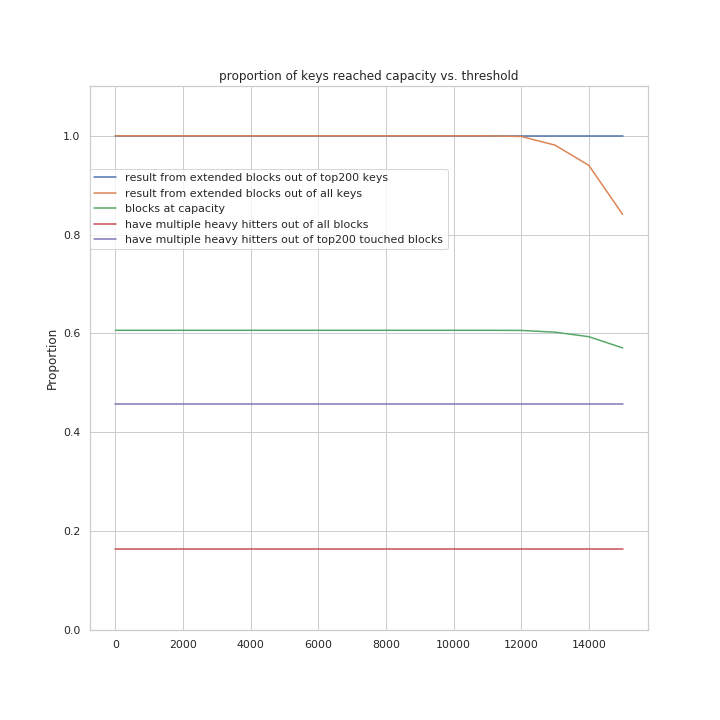 proportion of keys reached capacity vs. threshold
1.0
result from extended blocks out of top200 keys
result from extended blocks out of all keys
blocks at capacity
have multiple heavy hitters out of all blocks
have multiple heavy hitters out of top200 touched blocks
0.8
0.6
Proportion
0.4
0.2
0.0
0 2000 4000 6000 8000 10000 12000 14000